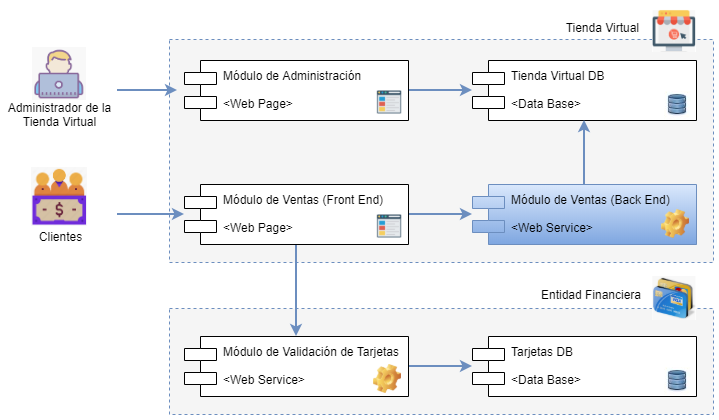 Tienda Virtual
Administrador de la
Tienda Virtual
Módulo de Administración
<Web Page>
Tienda Virtual DB
<Data Base>
Clientes
Módulo de Ventas (Front End)
<Web Page>
Módulo de Ventas (Back End)
<Web Service>
Entidad Financiera
Módulo de Validación de Tarjetas
<Web Service>
Tarjetas DB
<Data Base>